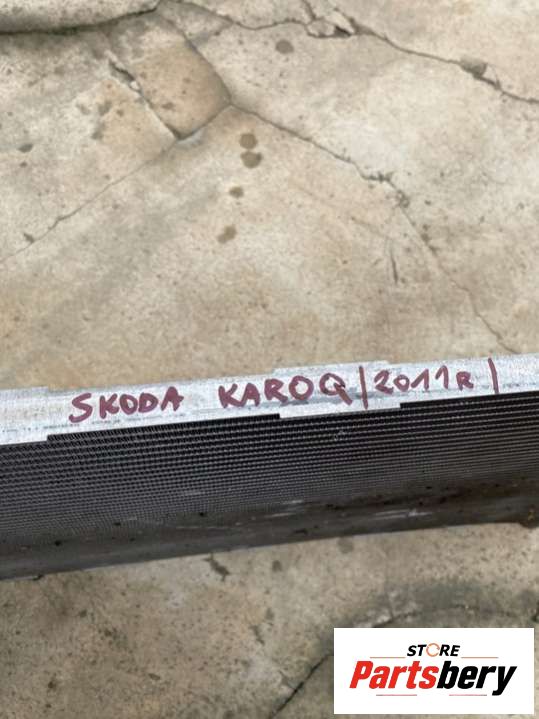 SKODA KAROQ | 2011R |
STORE
Partsbery